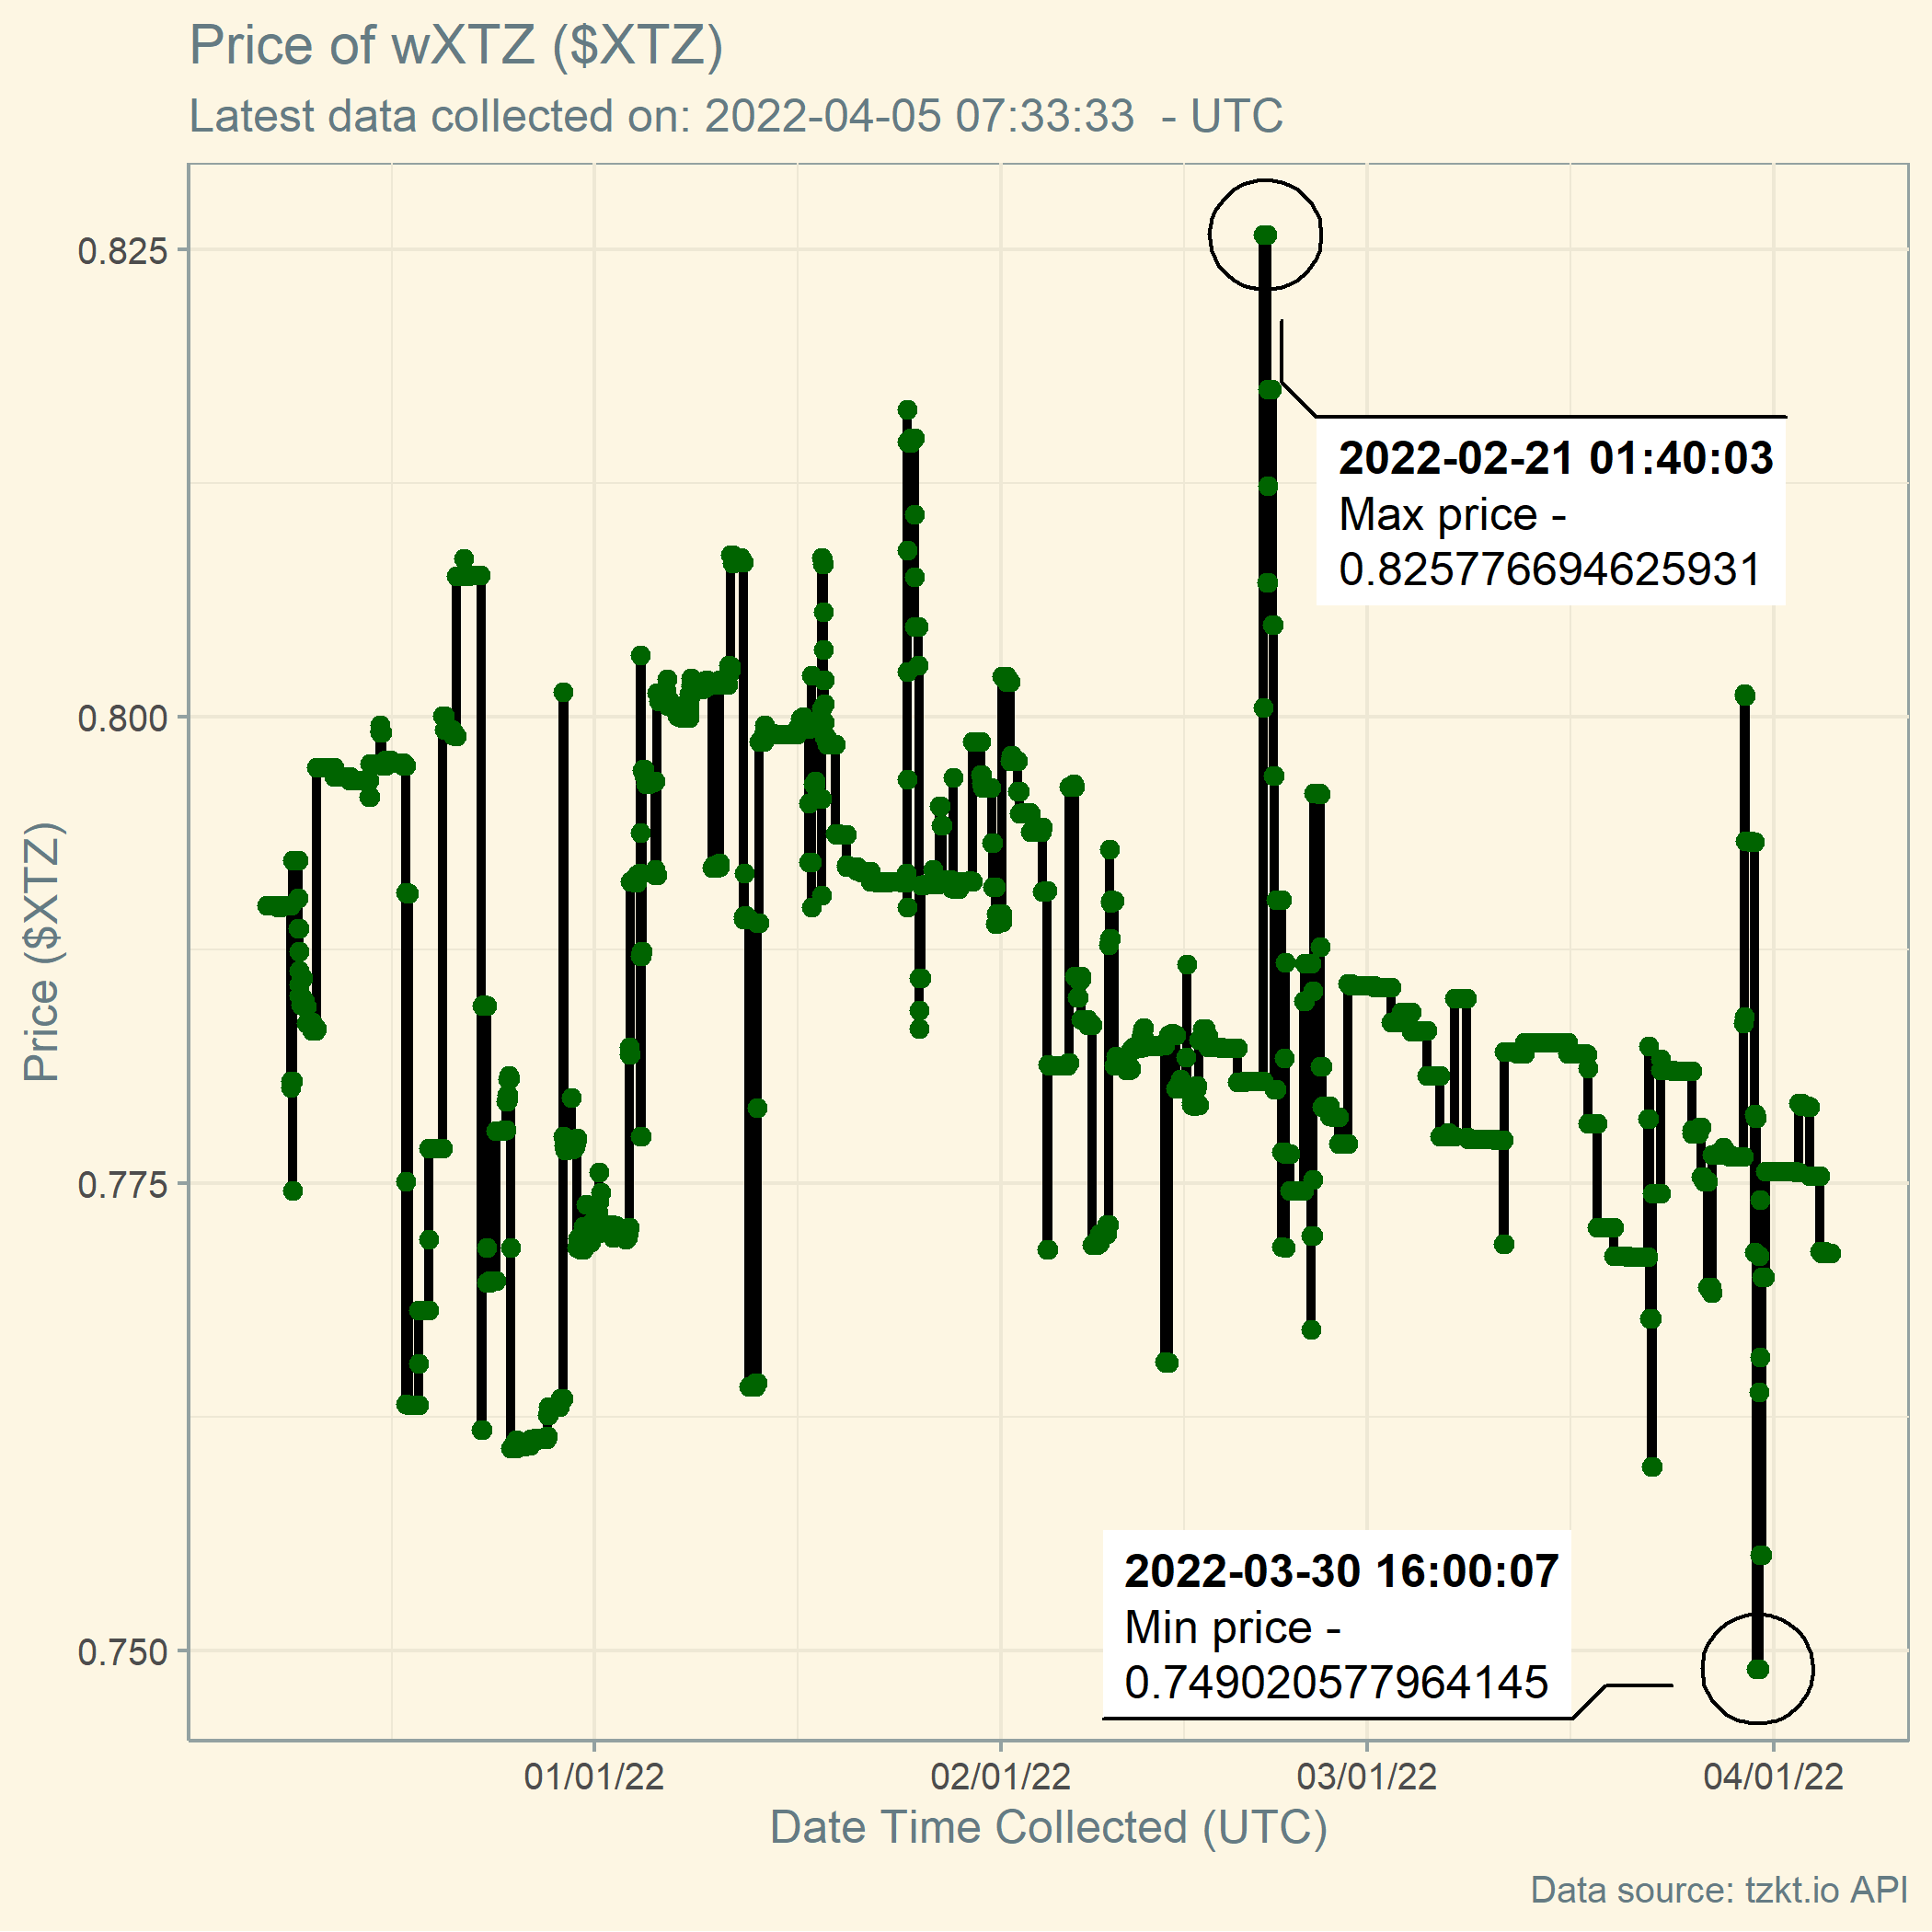 Price of wXTZ ($XTZ)
Latest data collected on: 2022-04-05 07:33:33  - UTC
0.825
0.800
0.775
0.750
Price ($XTZ)
2022-02-21 01:40:03
Max price -
0.825776694625931
2022-03-30 16:00:07
Min price -
0.749020577964145
01/01/22
02/01/22
03/01/22
04/01/22
Date Time Collected (UTC)
Data source: tzkt.io API